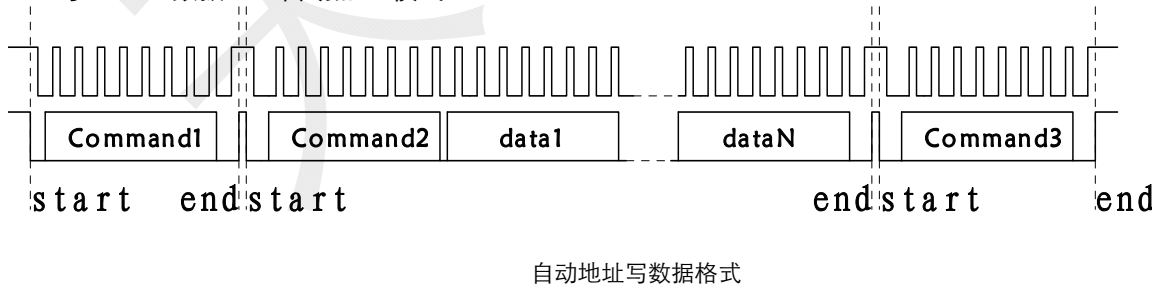 Command1 Command2 data1 dataN Command3
start end start end start end
自动地址写数据格式